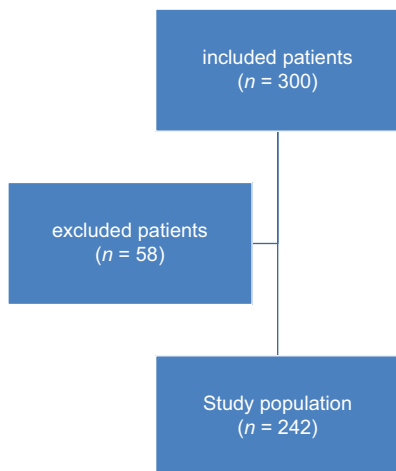 included patients
(n = 300)
excluded patients
(n = 58)
Study population
(n = 242)